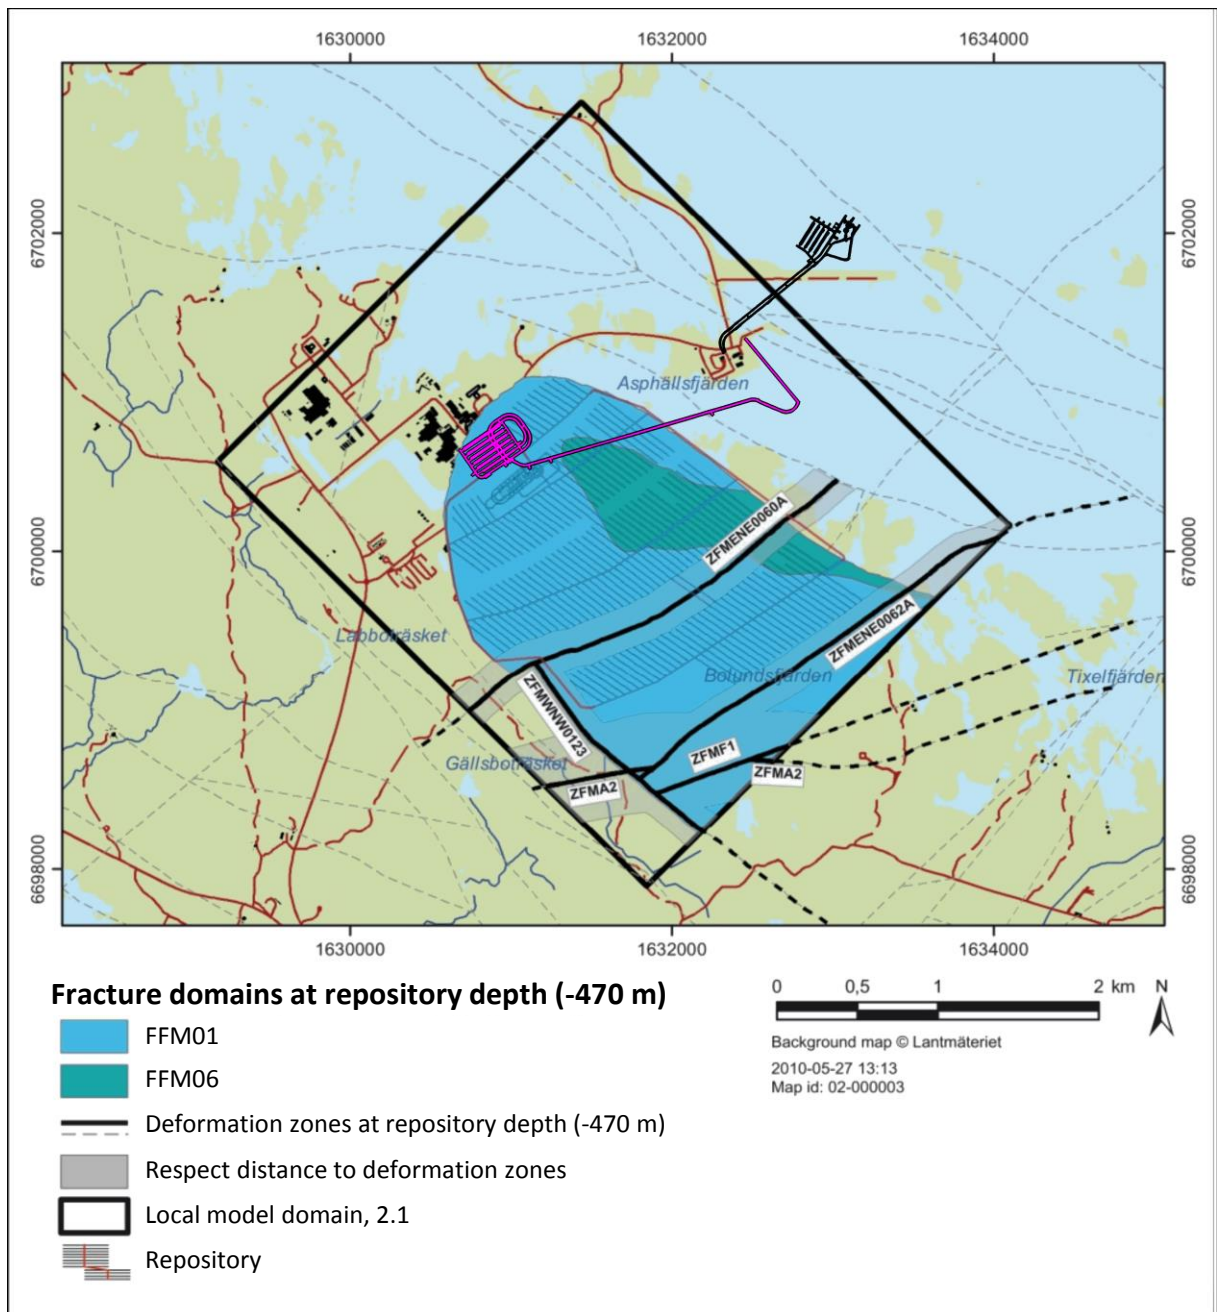 1630000 1632000 1634000
6702000 6702000
Asphällsfjärden
ZFMENE0060A
6700000 6700000
Labboträsket
ZFMENE0062A
Bolundsfjärden
Tixelfjärden
ZFMWNW0123
Gällsboträsket
ZFMF1
ZFMA2
ZFMA2
6698000 6698000
1630000 1632000 1634000
Fracture domains at repository depth (-470 m)
FFM01
FFM06
Deformation zones at repository depth (-470 m)
Respect distance to deformation zones
Local model domain, 2.1
Repository
0 0,5 1 2 km N
Background map © Lantmäteriet
2010-05-27 13:13
Map id: 02-000003